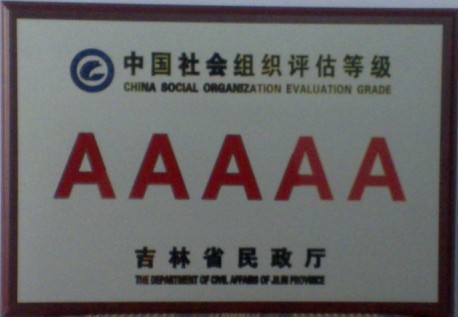 中国社会组织评估等级
CHINA SOCIAL ORGANIZATION EVALUATION GRADE
AAAAA
吉林省民政厅
THE DEPARTMENT OF CIVIL AFFAIRS OF JILIN PROVINCE